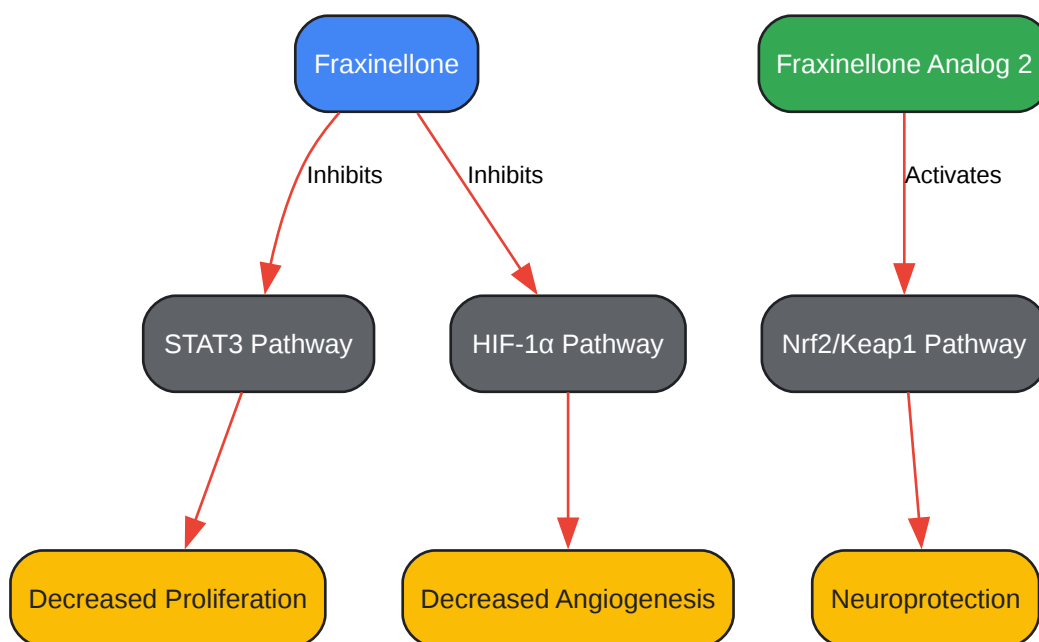 Fraxinellone
Fraxinellone Analog 2
Inhibits
Inhibits
Activates
STAT3 Pathway
HIF-1α Pathway
Nrf2/Keap1 Pathway
Decreased Proliferation
Decreased Angiogenesis
Neuroprotection